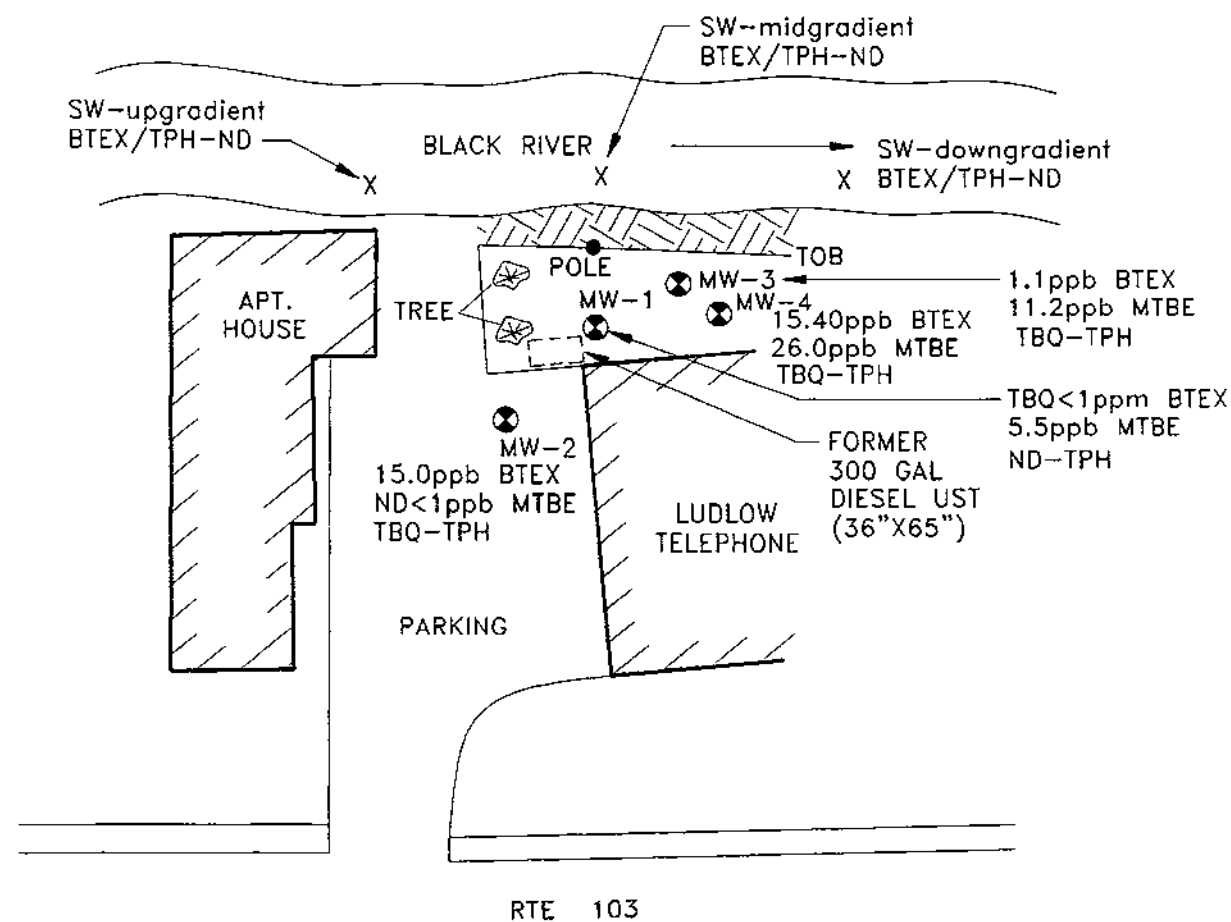 SW-midgradient
BTEX/TPH-ND
SW-upgradient
BTEX/TPH-ND
BLACK RIVER
SW-downgradient
X
X
X BTEX/TPH-ND
TOB
POLE
MW-3
1.1ppb BTEX
11.2ppb MTBE
TBQ-TPH
APT.
HOUSE
TREE
MW-1
MW-4
15.40ppb BTEX
26.0ppb MTBE
TBQ-TPH
TBQ<1ppm BTEX
5.5ppb MTBE
ND-TPH
MW-2
15.0ppb BTEX
ND<1ppb MTBE
TBQ-TPH
FORMER
300 GAL
DIESEL UST
(36"X65")
LUDLOW
TELEPHONE
PARKING
RTE 103